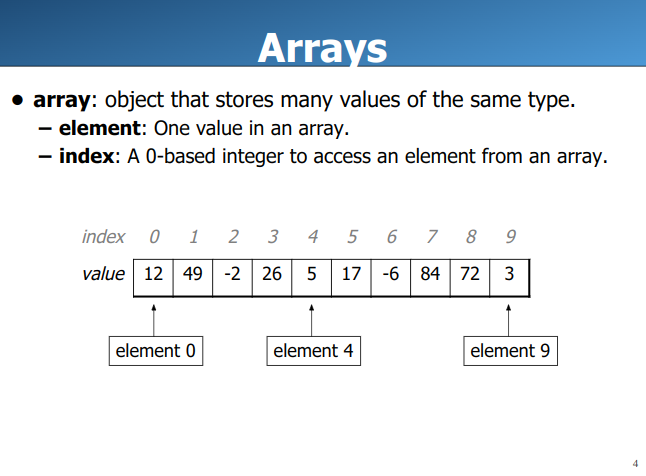 Arrays
● array: object that stores many values of the same type.
– element: One value in an array.
– index: A 0-based integer to access an element from an array.
index 0 1 2 3 4 5 6 7 8 9
value 12 49 -2 26 5 17 -6 84 72 3
element 0 element 4 element 9
4